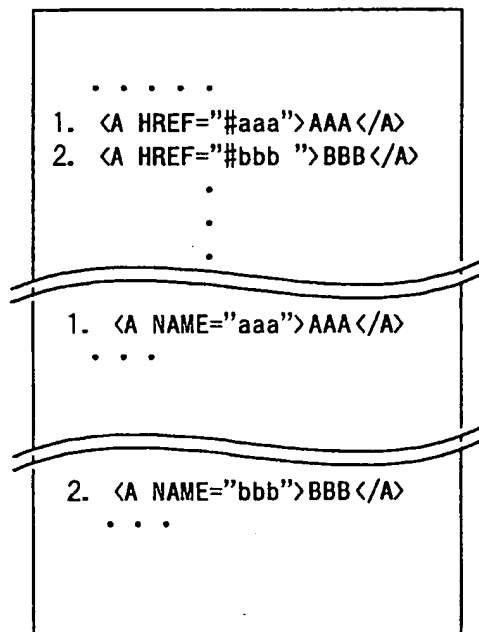 . . . . .
1. <A HREF="#aaa">AAA</A>
2. <A HREF="#bbb ">BBB</A>
.
.
.
1. <A NAME="aaa">AAA</A>
. . .
2. <A NAME="bbb">BBB</A>
. . .